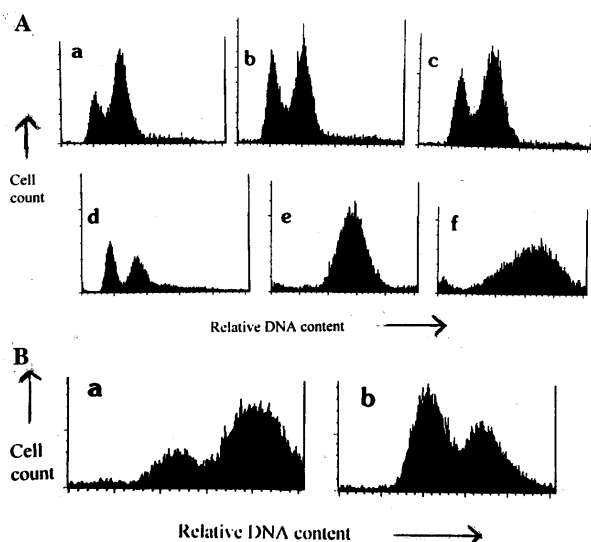 A
a
b
c
Cell
count
d
e
f
Relative DNA content
B
a
b
Cell
count
Relative DNA content